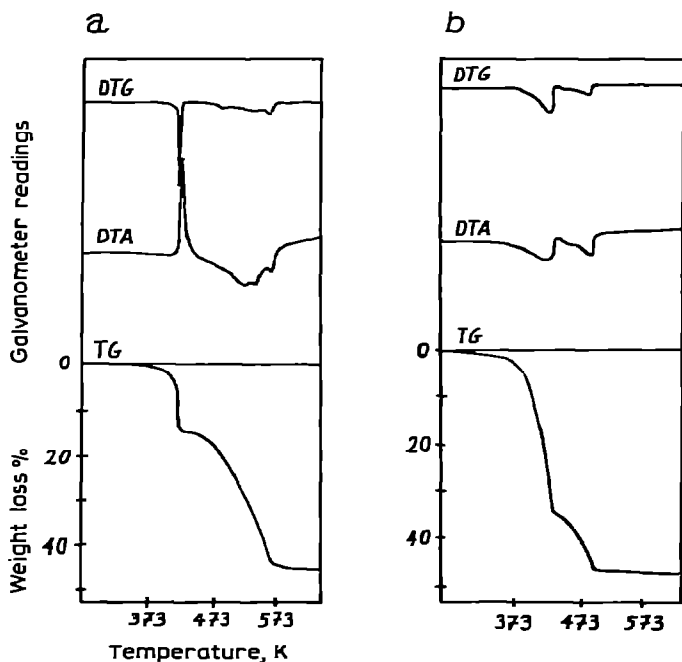 a
DTG
DTA
TG
Galvanometer readings
Weight loss %
0
20
40
373 473 573
Temperature, K
b
DTG
DTA
TG
0
20
40
373 473 573